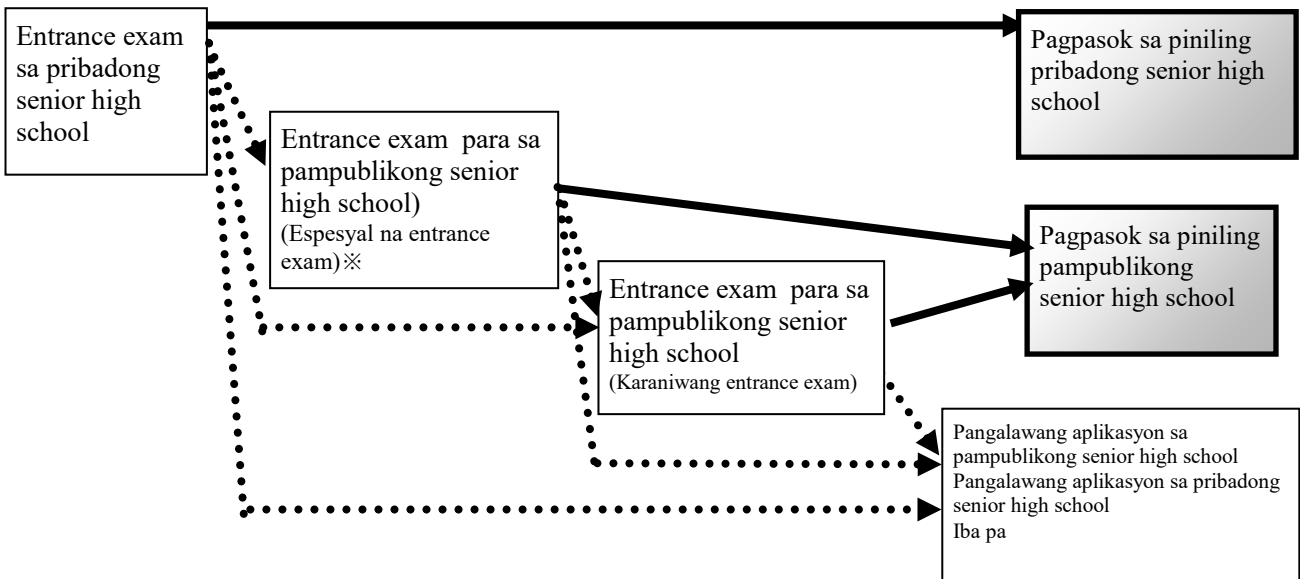 Entrance exam
sa pribadong
senior high
school
Pagpasok sa piniling
pribadong senior high
school
Entrance exam  para sa
pampublikong senior
high school)
(Espesyal na entrance
exam)※
Pagpasok sa piniling
pampublikong
senior high school
Entrance exam  para sa
pampublikong senior
high school
(Karaniwang entrance exam)
Pangalawang aplikasyon sa
pampublikong senior high school
Pangalawang aplikasyon sa pribadong
senior high school
Iba pa